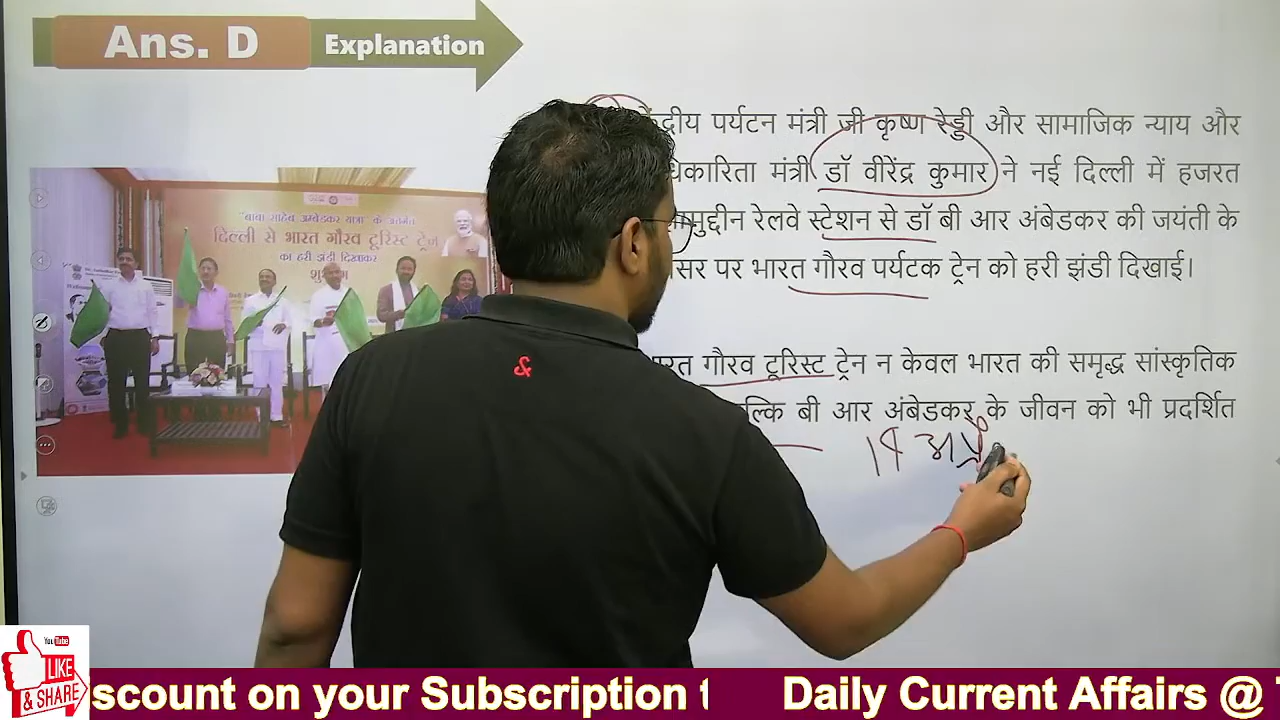 Ans. D
Explanation
केंद्रीय पर्यटन मंत्री जी कृष्ण रेड्डी और सामाजिक न्याय और
मंत्री डॉ वीरेंद्र कुमार ने नई दिल्ली में हजरत
रेलवे स्टेशन से डॉ बी आर अंबेडकर की जयंती के
पर भारत गौरव पर्यटक ट्रेन को हरी झंडी दिखाई।
गौरव टूरिस्ट ट्रेन न केवल भारत की समृद्ध सांस्कृतिक
बी आर अंबेडकर के जीवन को भी प्रदर्शित
"बाबा साहेब अम्बेडकर यात्रा" के अंतर्गत
दिल्ली से भारत गौरव टूरिस्ट ट्रेन
का हरी झंडी दिखाकर
YouTube
LIKE
& SHARE
scount on your Subscription
Daily Current Affairs @